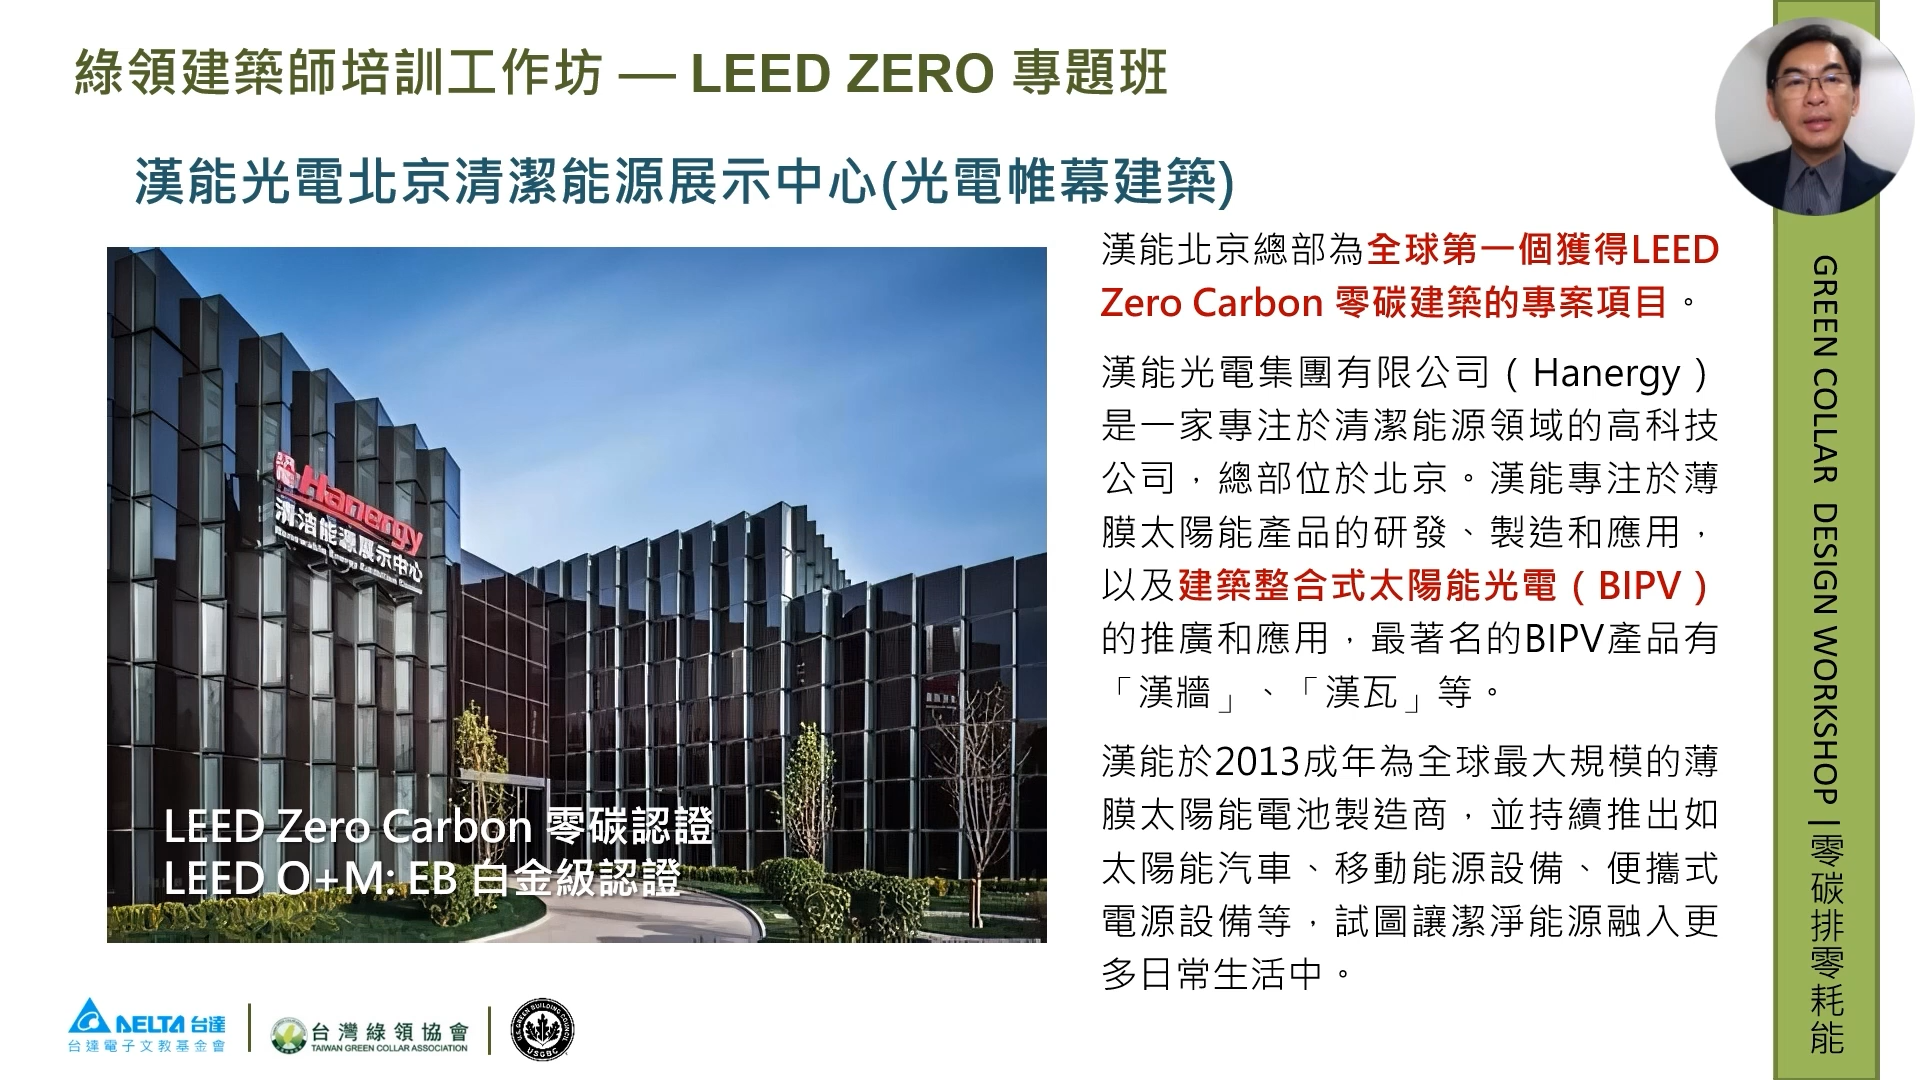 綠領建築師培訓工作坊 — LEED ZERO 專題班
漢能光電北京清潔能源展示中心(光電帷幕建築)
漢能北京總部為全球第一個獲得LEED
Zero Carbon 零碳建築的專案項目。
漢能光電集團有限公司（Hanergy）
是一家專注於清潔能源領域的高科技
公司，總部位於北京。漢能專注於薄
膜太陽能產品的研發、製造和應用，
以及建築整合式太陽能光電（BIPV）
的推廣和應用，最著名的BIPV產品有
「漢牆」、「漢瓦」等。
漢能於2013成年為全球最大規模的薄
膜太陽能電池製造商，並持續推出如
太陽能汽車、移動能源設備、便攜式
電源設備等，試圖讓潔淨能源融入更
多日常生活中。
Hanergy
清洁能源展示中心
LEED Zero Carbon 零碳認證
LEED O+M: EB 白金級認證
GREEN COLLAR DESIGN WORKSHOP |零碳排零耗能
DELTA 台達
台達電子文教基金會
台灣綠領協會
TAIWAN GREEN COLLAR ASSOCIATION
U.S. GREEN BUILDING COUNCIL
USGBC